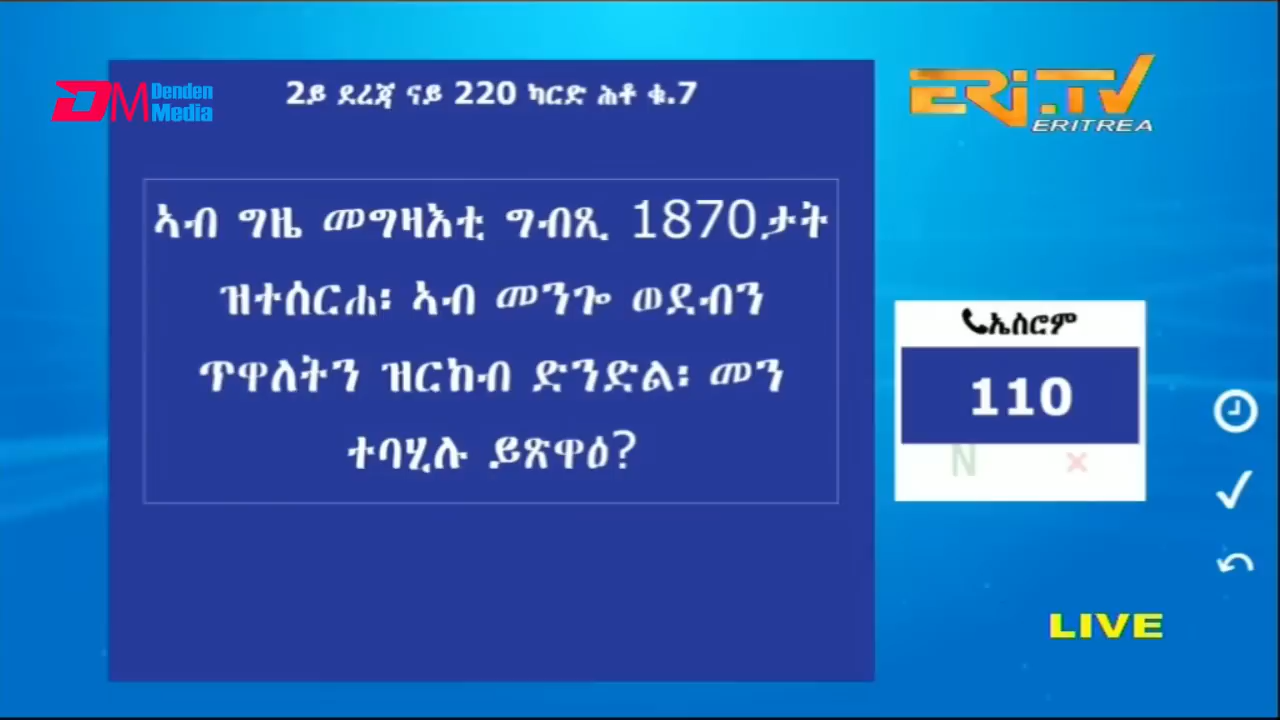 DM Denden Media
2ይ ደረጃ ናይ 220 ካርድ ሕቶ ቁ.7
ERi.TV
ERITREA
ኣብ ግዜ መግዛእቲ ግብጺ 1870ታት
ዝተሰርሐ፡ ኣብ መንጐ ወደብን
ጥዋለትን ዝርከብ ድንድል፡ መን
ተባሂሉ ይጽዋዕ?
ኤስሮም
110
N ×
LIVE